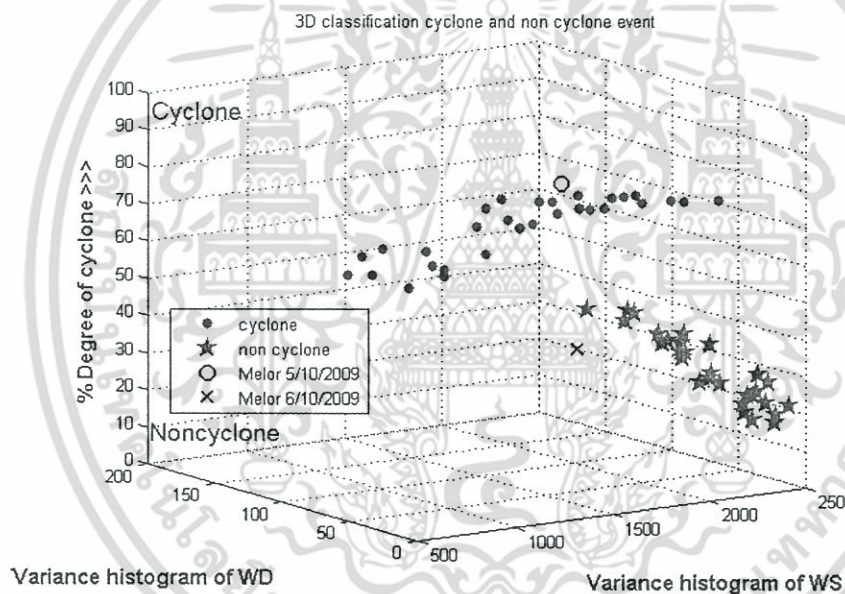 3D classification cyclone and non cyclone event
100
90
80
70
60
50
40
30
20
10
0
Cyclone
Noncyclone
% Degree of cyclone >>>
cyclone
non cyclone
Melor 5/10/2009
Melor 6/10/2009
200
150
100
50
0
500
1000
1500
2000
250
Variance histogram of WD
Variance histogram of WS